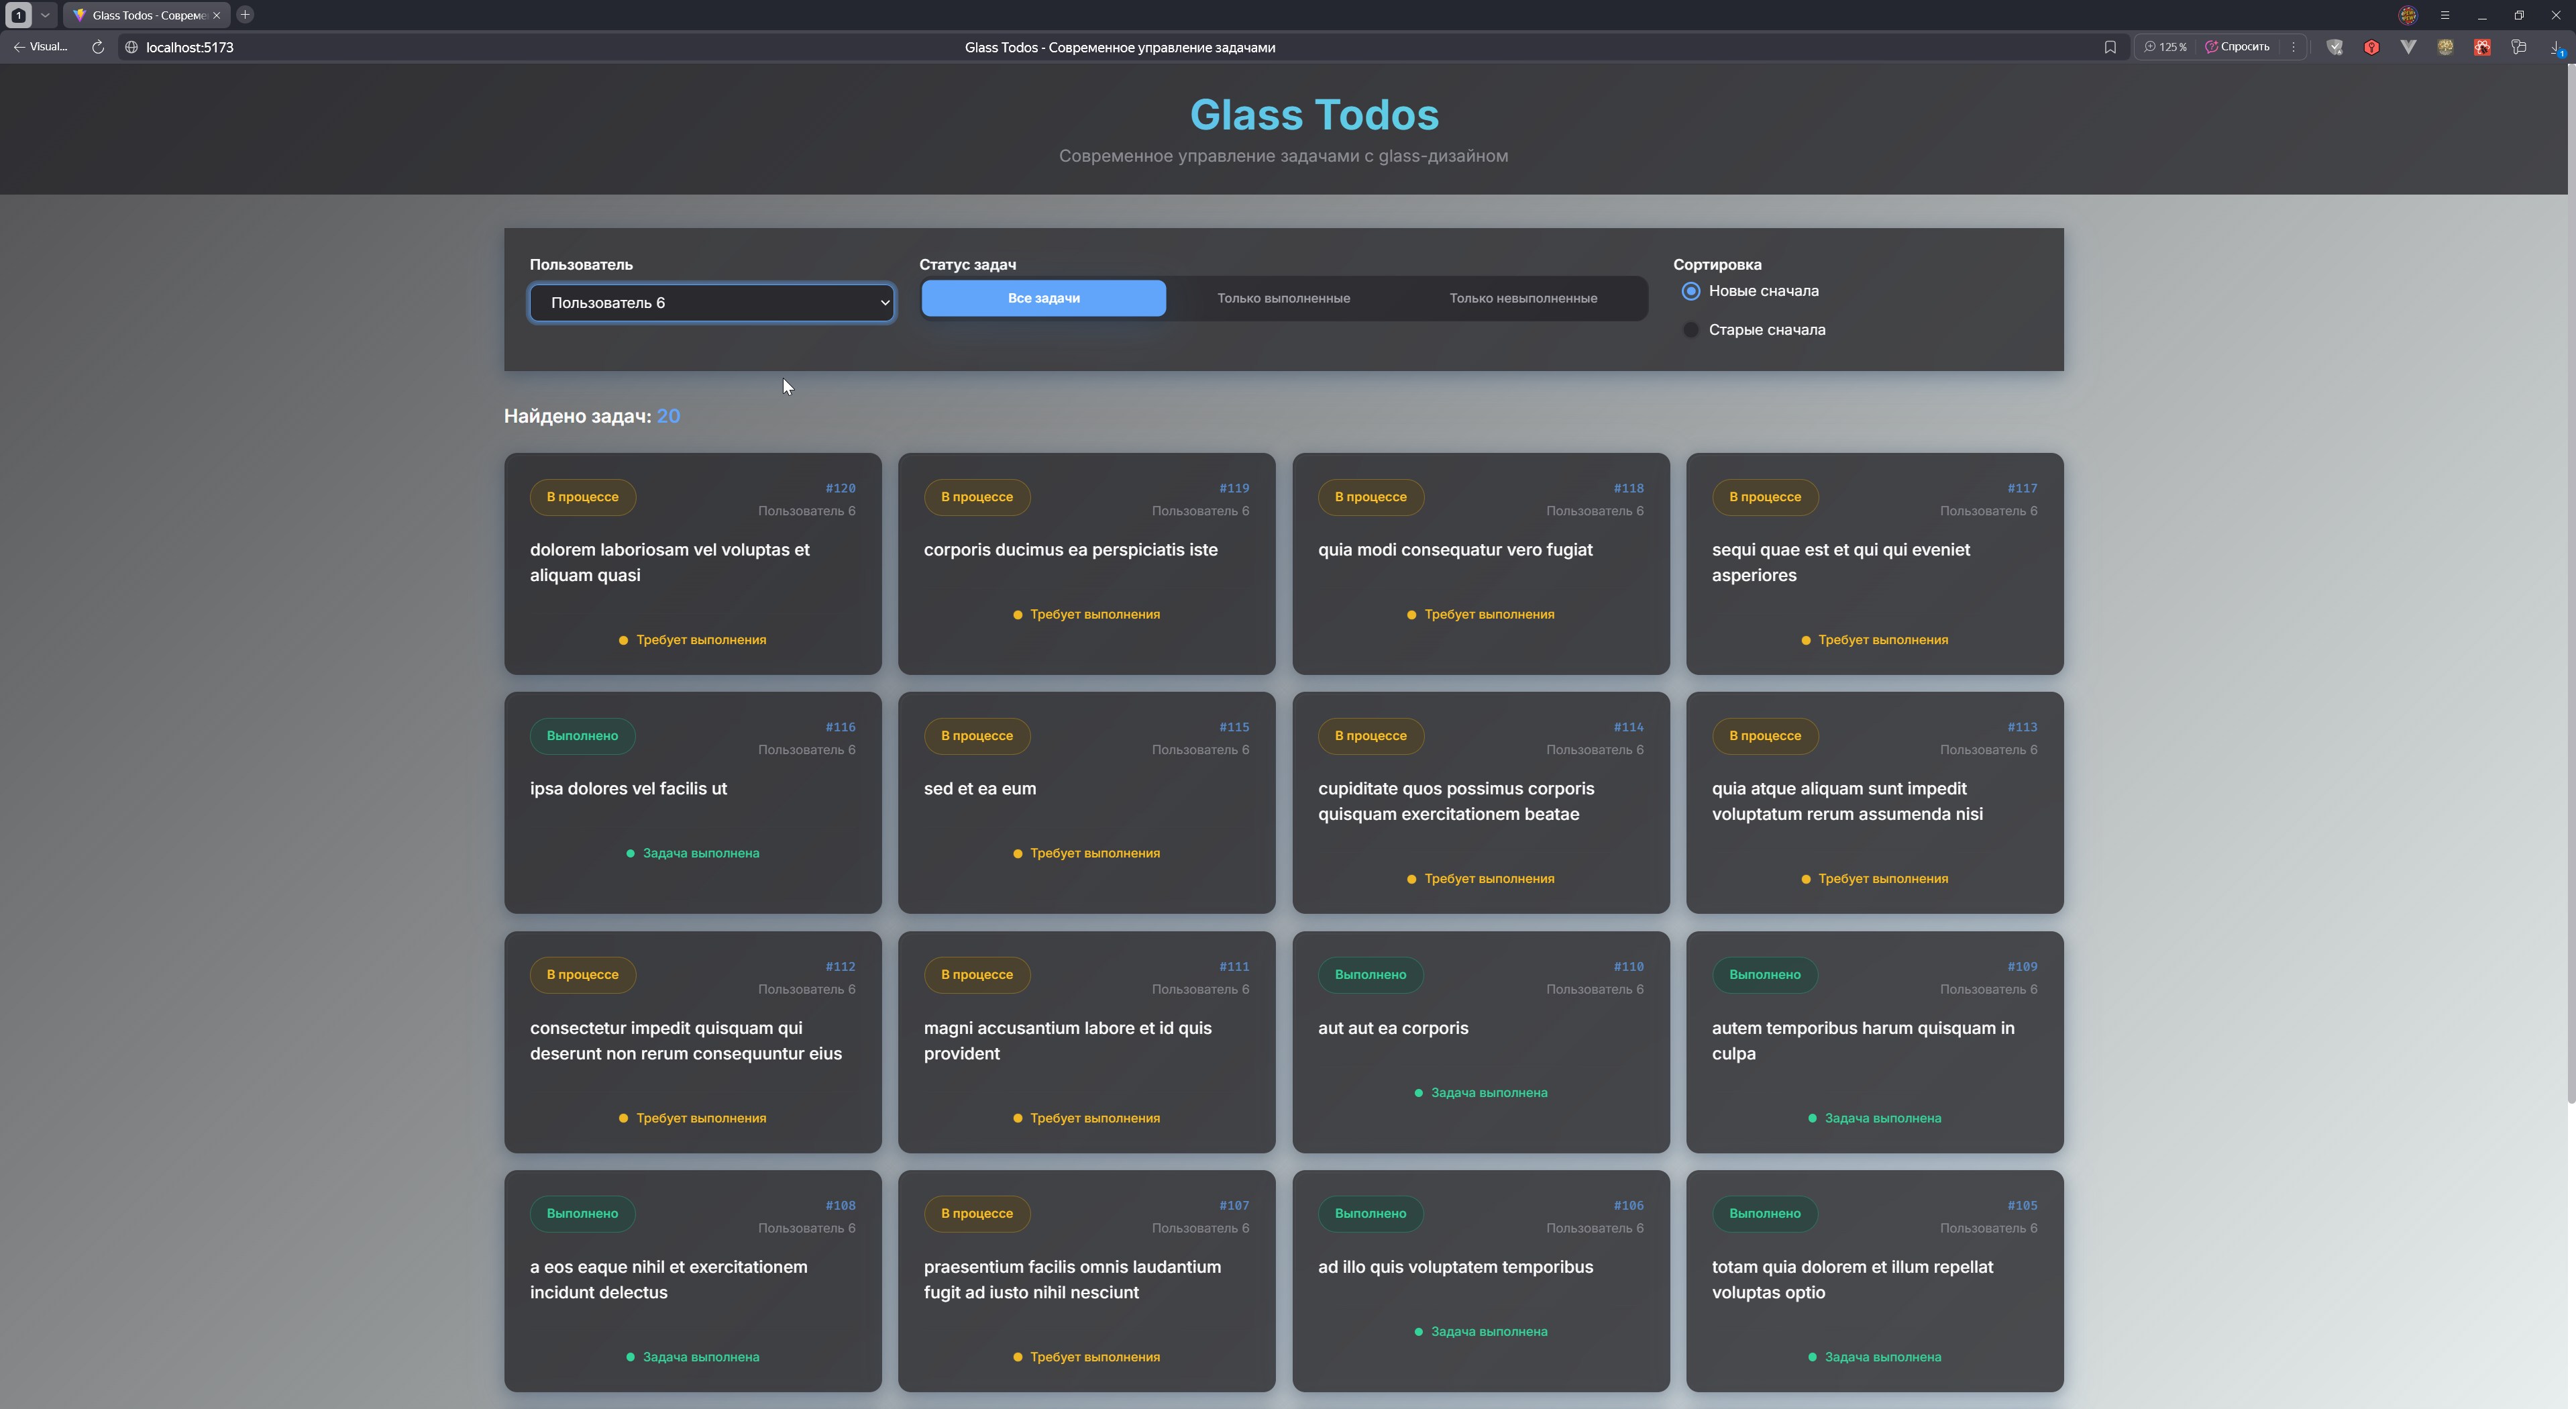 1
Glass Todos - Совреме
Visual...
localhost:5173
Glass Todos - Современное управление задачами
125 %
Спросить
1
Glass Todos
Современное управление задачами с glass-дизайном
Пользователь
Статус задач
Сортировка
Пользователь 6
Все задачи
Только выполненные
Только невыполненные
Новые сначала
Старые сначала
Найдено задач: 20
В процессе
#120
Пользователь 6
dolorem laboriosam vel voluptas et
aliquam quasi
Требует выполнения
В процессе
#119
Пользователь 6
corporis ducimus ea perspiciatis iste
Требует выполнения
В процессе
#118
Пользователь 6
quia modi consequatur vero fugiat
Требует выполнения
В процессе
#117
Пользователь 6
sequi quae est et qui qui eveniet
asperiores
Требует выполнения
Выполнено
#116
Пользователь 6
ipsa dolores vel facilis ut
Задача выполнена
В процессе
#115
Пользователь 6
sed et ea eum
Требует выполнения
В процессе
#114
Пользователь 6
cupiditate quos possimus corporis
quisquam exercitationem beatae
Требует выполнения
В процессе
#113
Пользователь 6
quia atque aliquam sunt impedit
voluptatum rerum assumenda nisi
Требует выполнения
В процессе
#112
Пользователь 6
consectetur impedit quisquam qui
deserunt non rerum consequuntur eius
Требует выполнения
В процессе
#111
Пользователь 6
magni accusantium labore et id quis
provident
Требует выполнения
Выполнено
#110
Пользователь 6
aut aut ea corporis
Задача выполнена
Выполнено
#109
Пользователь 6
autem temporibus harum quisquam in
culpa
Задача выполнена
Выполнено
#108
Пользователь 6
a eos eaque nihil et exercitationem
incidunt delectus
Задача выполнена
В процессе
#107
Пользователь 6
praesentium facilis omnis laudantium
fugit ad iusto nihil nesciunt
Требует выполнения
Выполнено
#106
Пользователь 6
ad illo quis voluptatem temporibus
Задача выполнена
Выполнено
#105
Пользователь 6
totam quia dolorem et illum repellat
voluptas optio
Задача выполнена